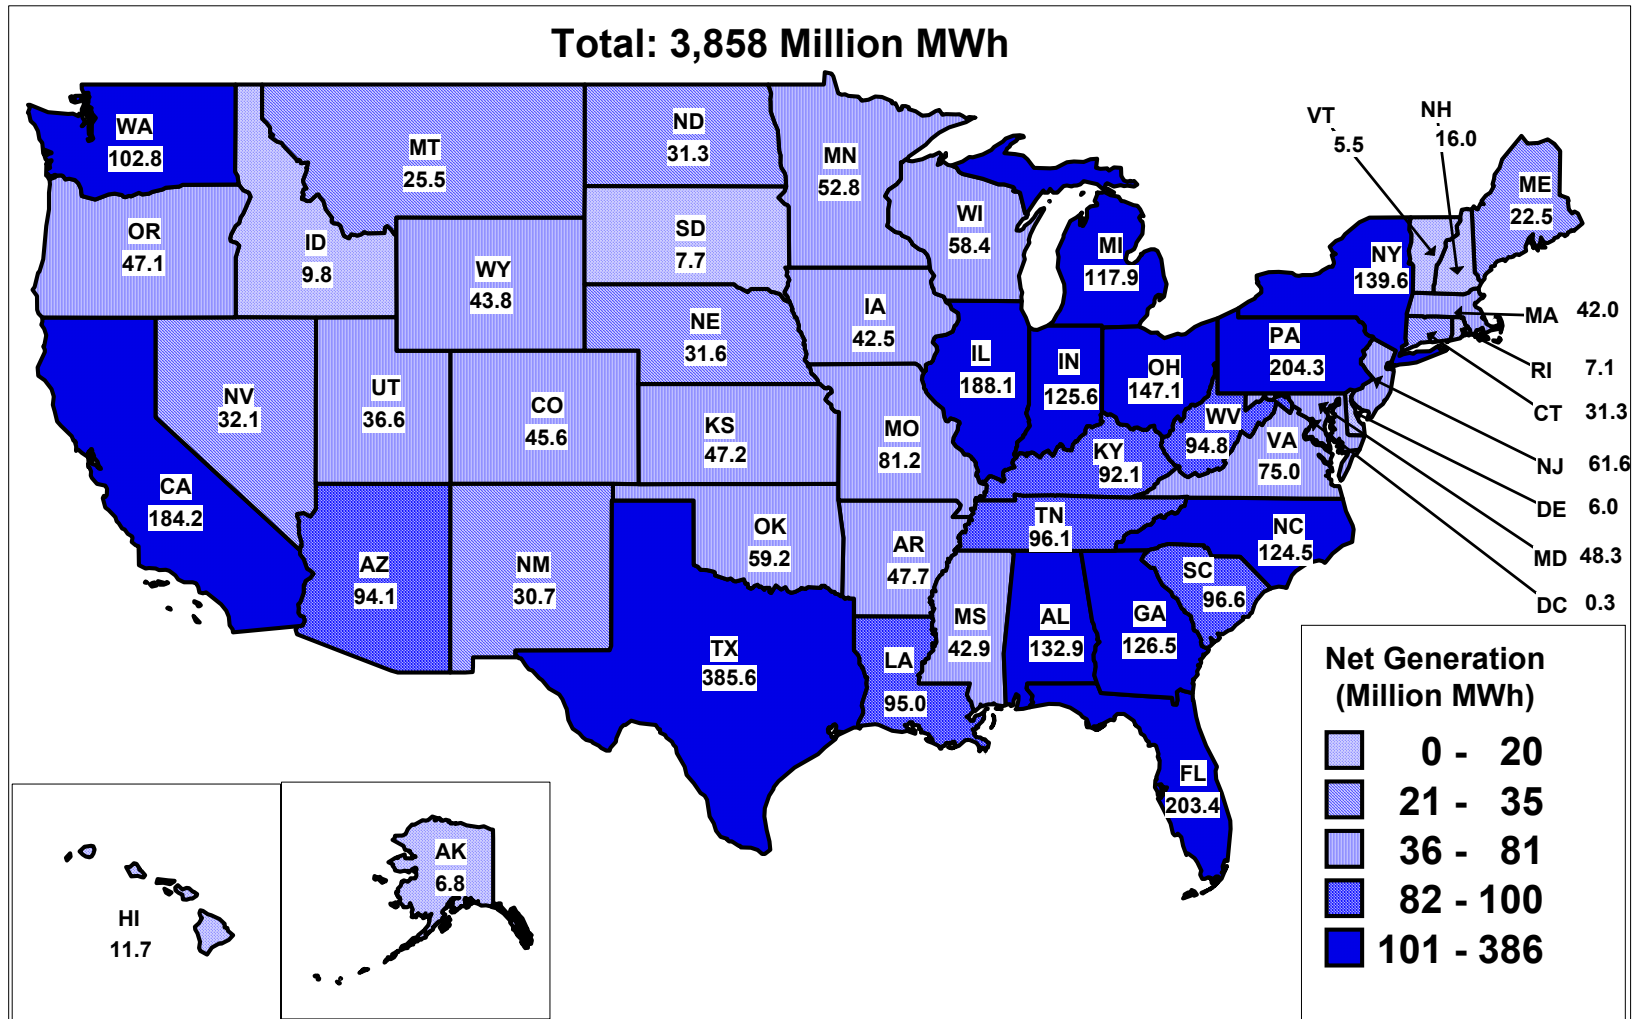 Total: 3,858 Million MWh
WA
102.8
MT
25.5
ND
31.3
MN
52.8
VT
5.5
NH
16.0
ME
22.5
OR
47.1
ID
9.8
WY
43.8
SD
7.7
WI
58.4
MI
117.9
NY
139.6
MA 42.0
RI 7.1
CT 31.3
NJ 61.6
DE 6.0
MD 48.3
DC 0.3
NV
32.1
UT
36.6
CO
45.6
NE
31.6
IA
42.5
IL
188.1
IN
125.6
OH
147.1
PA
204.3
KS
47.2
MO
81.2
KY
92.1
WV
94.8
VA
75.0
CA
184.2
AZ
94.1
NM
30.7
OK
59.2
AR
47.7
TN
96.1
NC
124.5
SC
96.6
TX
385.6
LA
95.0
MS
42.9
AL
132.9
GA
126.5
FL
203.4
HI
11.7
AK
6.8
Net Generation
(Million MWh)
0 - 20
21 - 35
36 - 81
82 - 100
101 - 386